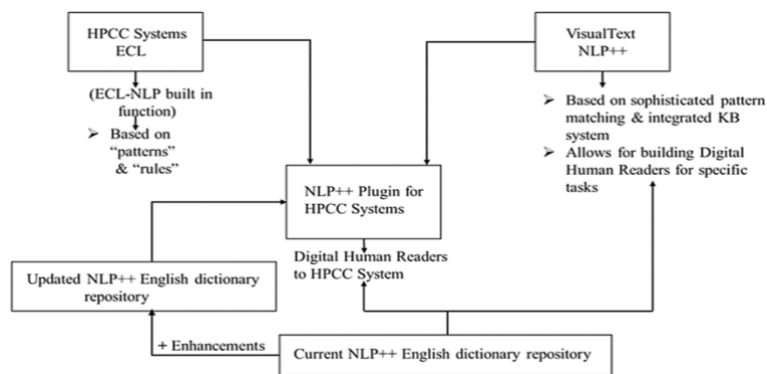 HPCC Systems
ECL
VisualText
NLP++
(ECL-NLP built in
function)
➢ Based on
“patterns”
& “rules”
➢ Based on sophisticated pattern
matching & integrated KB
system
➢ Allows for building Digital
Human Readers for specific
tasks
NLP++ Plugin for
HPCC Systems
Digital Human Readers
to HPCC System
Updated NLP++ English dictionary
repository
+ Enhancements
Current NLP++ English dictionary repository